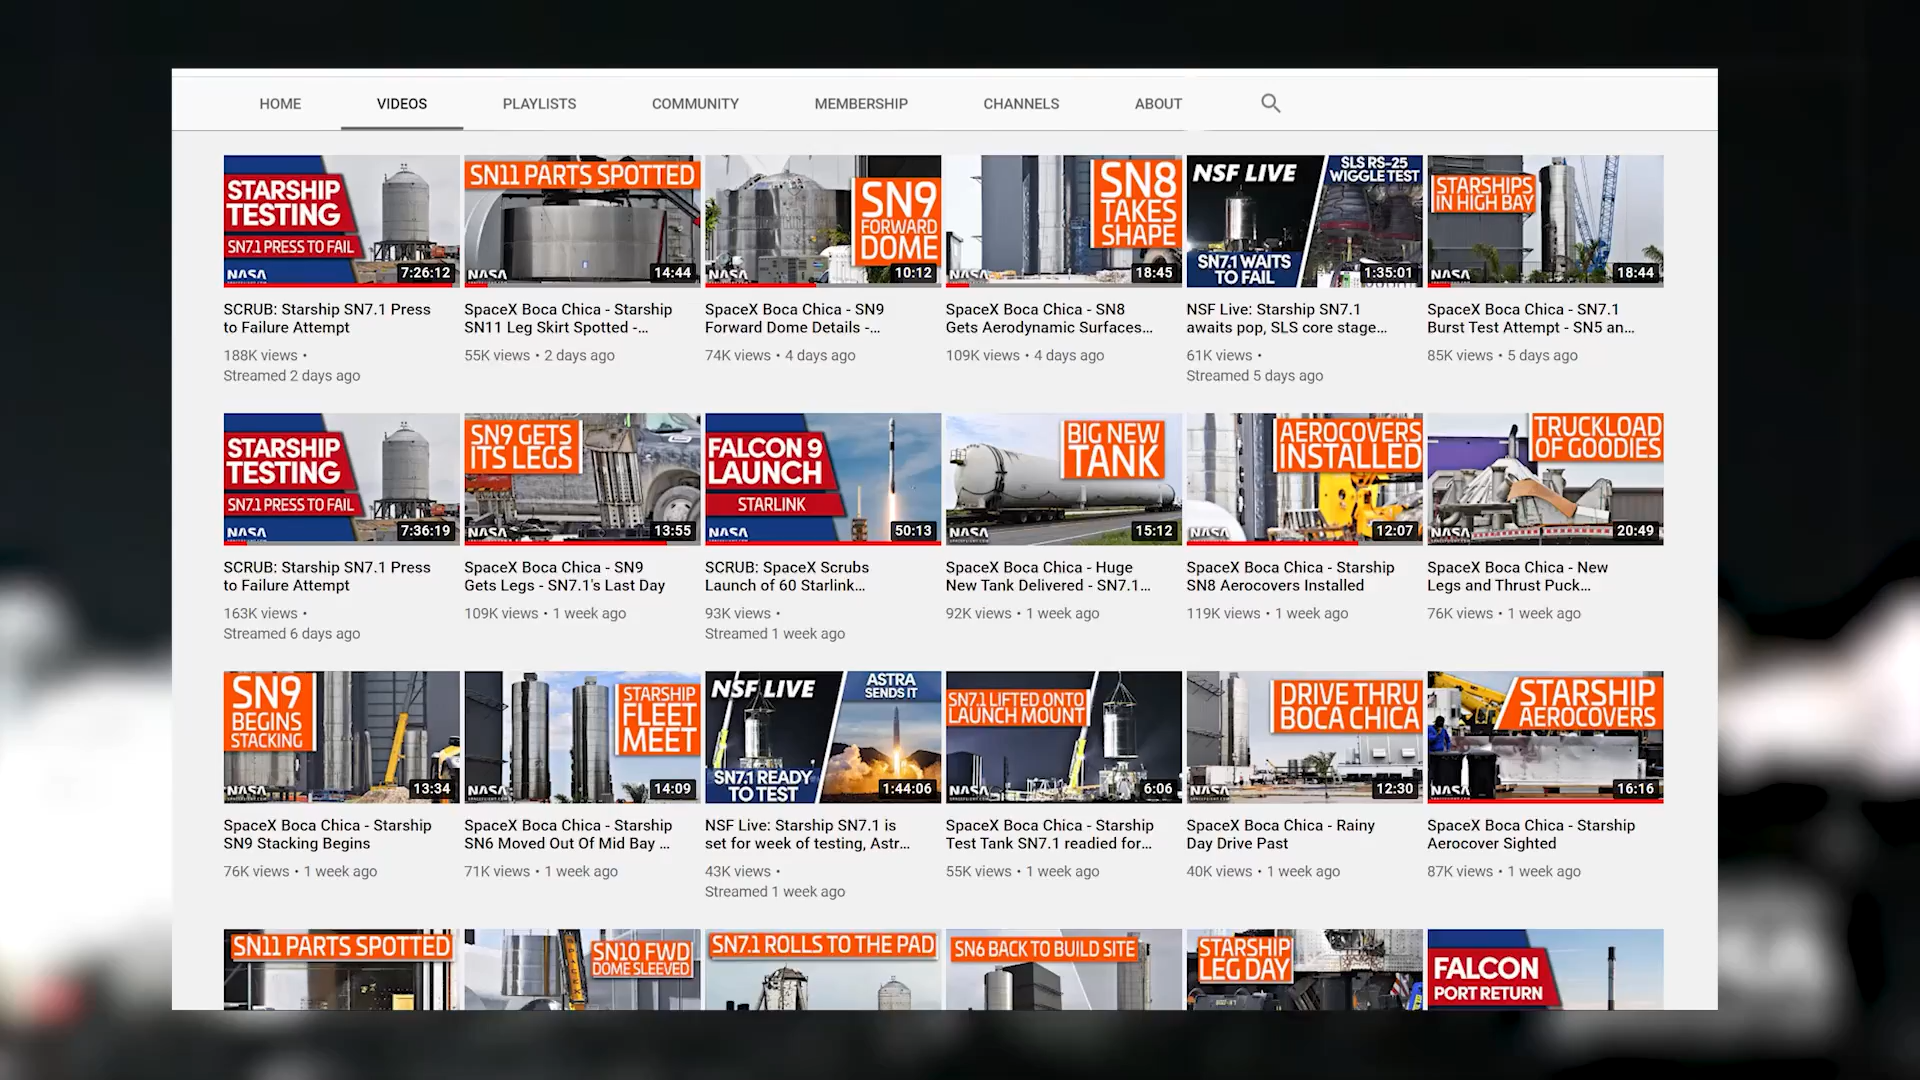 HOME VIDEOS PLAYLISTS COMMUNITY MEMBERSHIP CHANNELS ABOUT
STARSHIP
TESTING
SN7.1 PRESS TO FAIL
NASA
7:26:12
SCRUB: Starship SN7.1 Press
to Failure Attempt
188K views •
Streamed 2 days ago
SN11 PARTS SPOTTED
NASA
14:44
SpaceX Boca Chica - Starship
SN11 Leg Skirt Spotted -...
55K views • 2 days ago
SN9
FORWARD
DOME
NASA
10:12
SpaceX Boca Chica - SN9
Forward Dome Details -...
74K views • 4 days ago
SN8
TAKES
SHAPE
NASA
18:45
SpaceX Boca Chica - SN8
Gets Aerodynamic Surfaces...
109K views • 4 days ago
NSF LIVE
SLS RS-25
WIGGLE TEST
SN7.1 WAITS
TO FAIL
1:35:01
NSF Live: Starship SN7.1
awaits pop, SLS core stage...
61K views •
Streamed 5 days ago
STARSHIPS
IN HIGH BAY
NASA
18:44
SpaceX Boca Chica - SN7.1
Burst Test Attempt - SN5 an...
85K views • 5 days ago
STARSHIP
TESTING
SN7.1 PRESS TO FAIL
NASA
7:36:19
SCRUB: Starship SN7.1 Press
to Failure Attempt
163K views •
Streamed 6 days ago
SN9 GETS
ITS LEGS
NASA
13:55
SpaceX Boca Chica - SN9
Gets Legs - SN7.1's Last Day
109K views • 1 week ago
FALCON 9
LAUNCH
STARLINK
NASA
50:13
SCRUB: SpaceX Scrubs
Launch of 60 Starlink...
93K views •
Streamed 1 week ago
BIG NEW
TANK
NASA
15:12
SpaceX Boca Chica - Huge
New Tank Delivered - SN7.1...
92K views • 1 week ago
AEROCOVERS
INSTALLED
NASA
12:07
SpaceX Boca Chica - Starship
SN8 Aerocovers Installed
119K views • 1 week ago
TRUCKLOAD
OF GOODIES
NASA
20:49
SpaceX Boca Chica - New
Legs and Thrust Puck...
76K views • 1 week ago
SN9
BEGINS
STACKING
NASA
13:34
SpaceX Boca Chica - Starship
SN9 Stacking Begins
76K views • 1 week ago
STARSHIP
FLEET
MEET
NASA
14:09
SpaceX Boca Chica - Starship
SN6 Moved Out Of Mid Bay ...
71K views • 1 week ago
NSF LIVE
ASTRA
SENDS IT
SN7.1 READY
TO TEST
1:44:06
NSF Live: Starship SN7.1 is
set for week of testing, Astr...
43K views •
Streamed 1 week ago
SN7.1 LIFTED ONTO
LAUNCH MOUNT
NASA
6:06
SpaceX Boca Chica - Starship
Test Tank SN7.1 readied for...
55K views • 1 week ago
DRIVE THRU
BOCA CHICA
NASA
12:30
SpaceX Boca Chica - Rainy
Day Drive Past
40K views • 1 week ago
STARSHIP
AEROCOVERS
NASA
16:16
SpaceX Boca Chica - Starship
Aerocover Sighted
87K views • 1 week ago
SN11 PARTS SPOTTED
SN10 FWD
DOME SLEEVED
SN7.1 ROLLS TO THE PAD
SN6 BACK TO BUILD SITE
STARSHIP
LEG DAY
FALCON
PORT RETURN